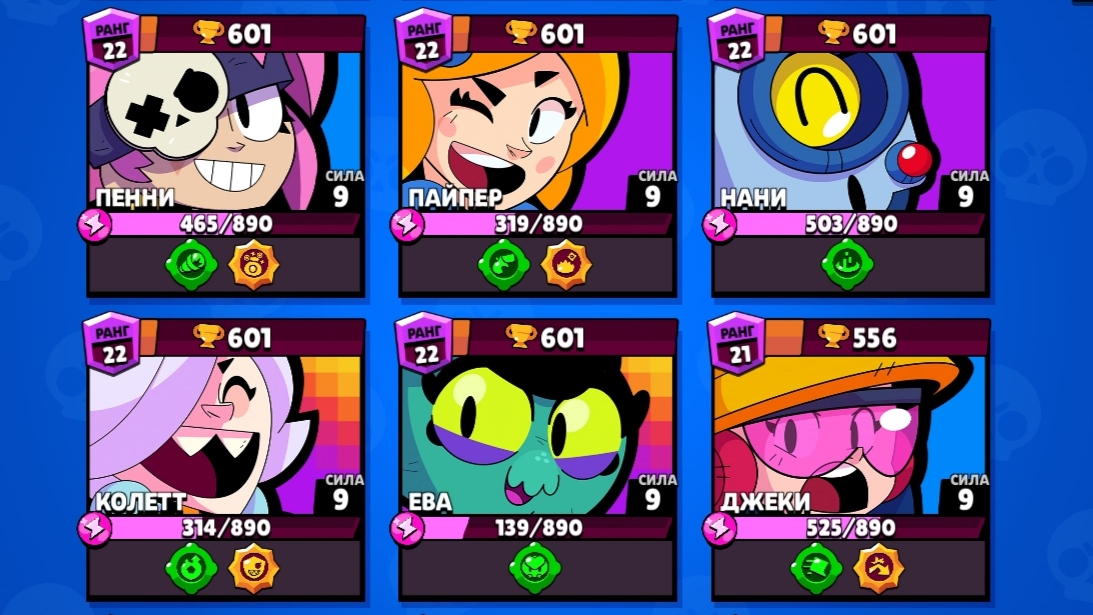 РАНГ 22 601
СИЛА
ПЕННИ 9
465/890
РАНГ 22 601
СИЛА
ПАЙПЕР 9
319/890
РАНГ 22 601
СИЛА
НАНИ 9
503/890
РАНГ 22 601
СИЛА
КОЛЕТТ 9
314/890
РАНГ 22 601
СИЛА
ЕВА 9
139/890
РАНГ 21 556
СИЛА
ДЖЕКИ 9
525/890